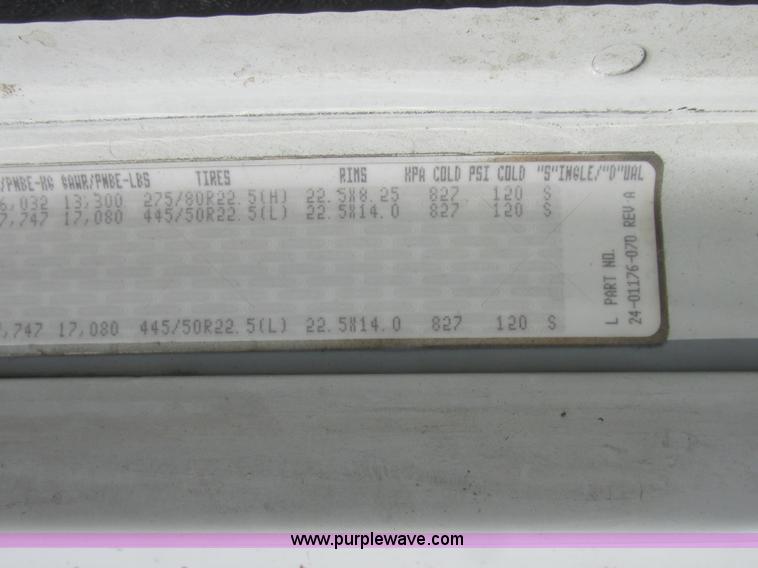 /PNBE-KG GAWR/PNBE-LBS TIRES RIMS KPA COLD PSI COLD "S"INGLE/"D"UAL
6,032 13,300 275/80R22.5(H) 22.5X8.25 827 120 S
7,747 17,080 445/50R22.5(L) 22.5X14.0 827 120 S
7,747 17,080 445/50R22.5(L) 22.5X14.0 827 120 S
L PART NO.
24-01176-070 REV A
www.purplewave.com